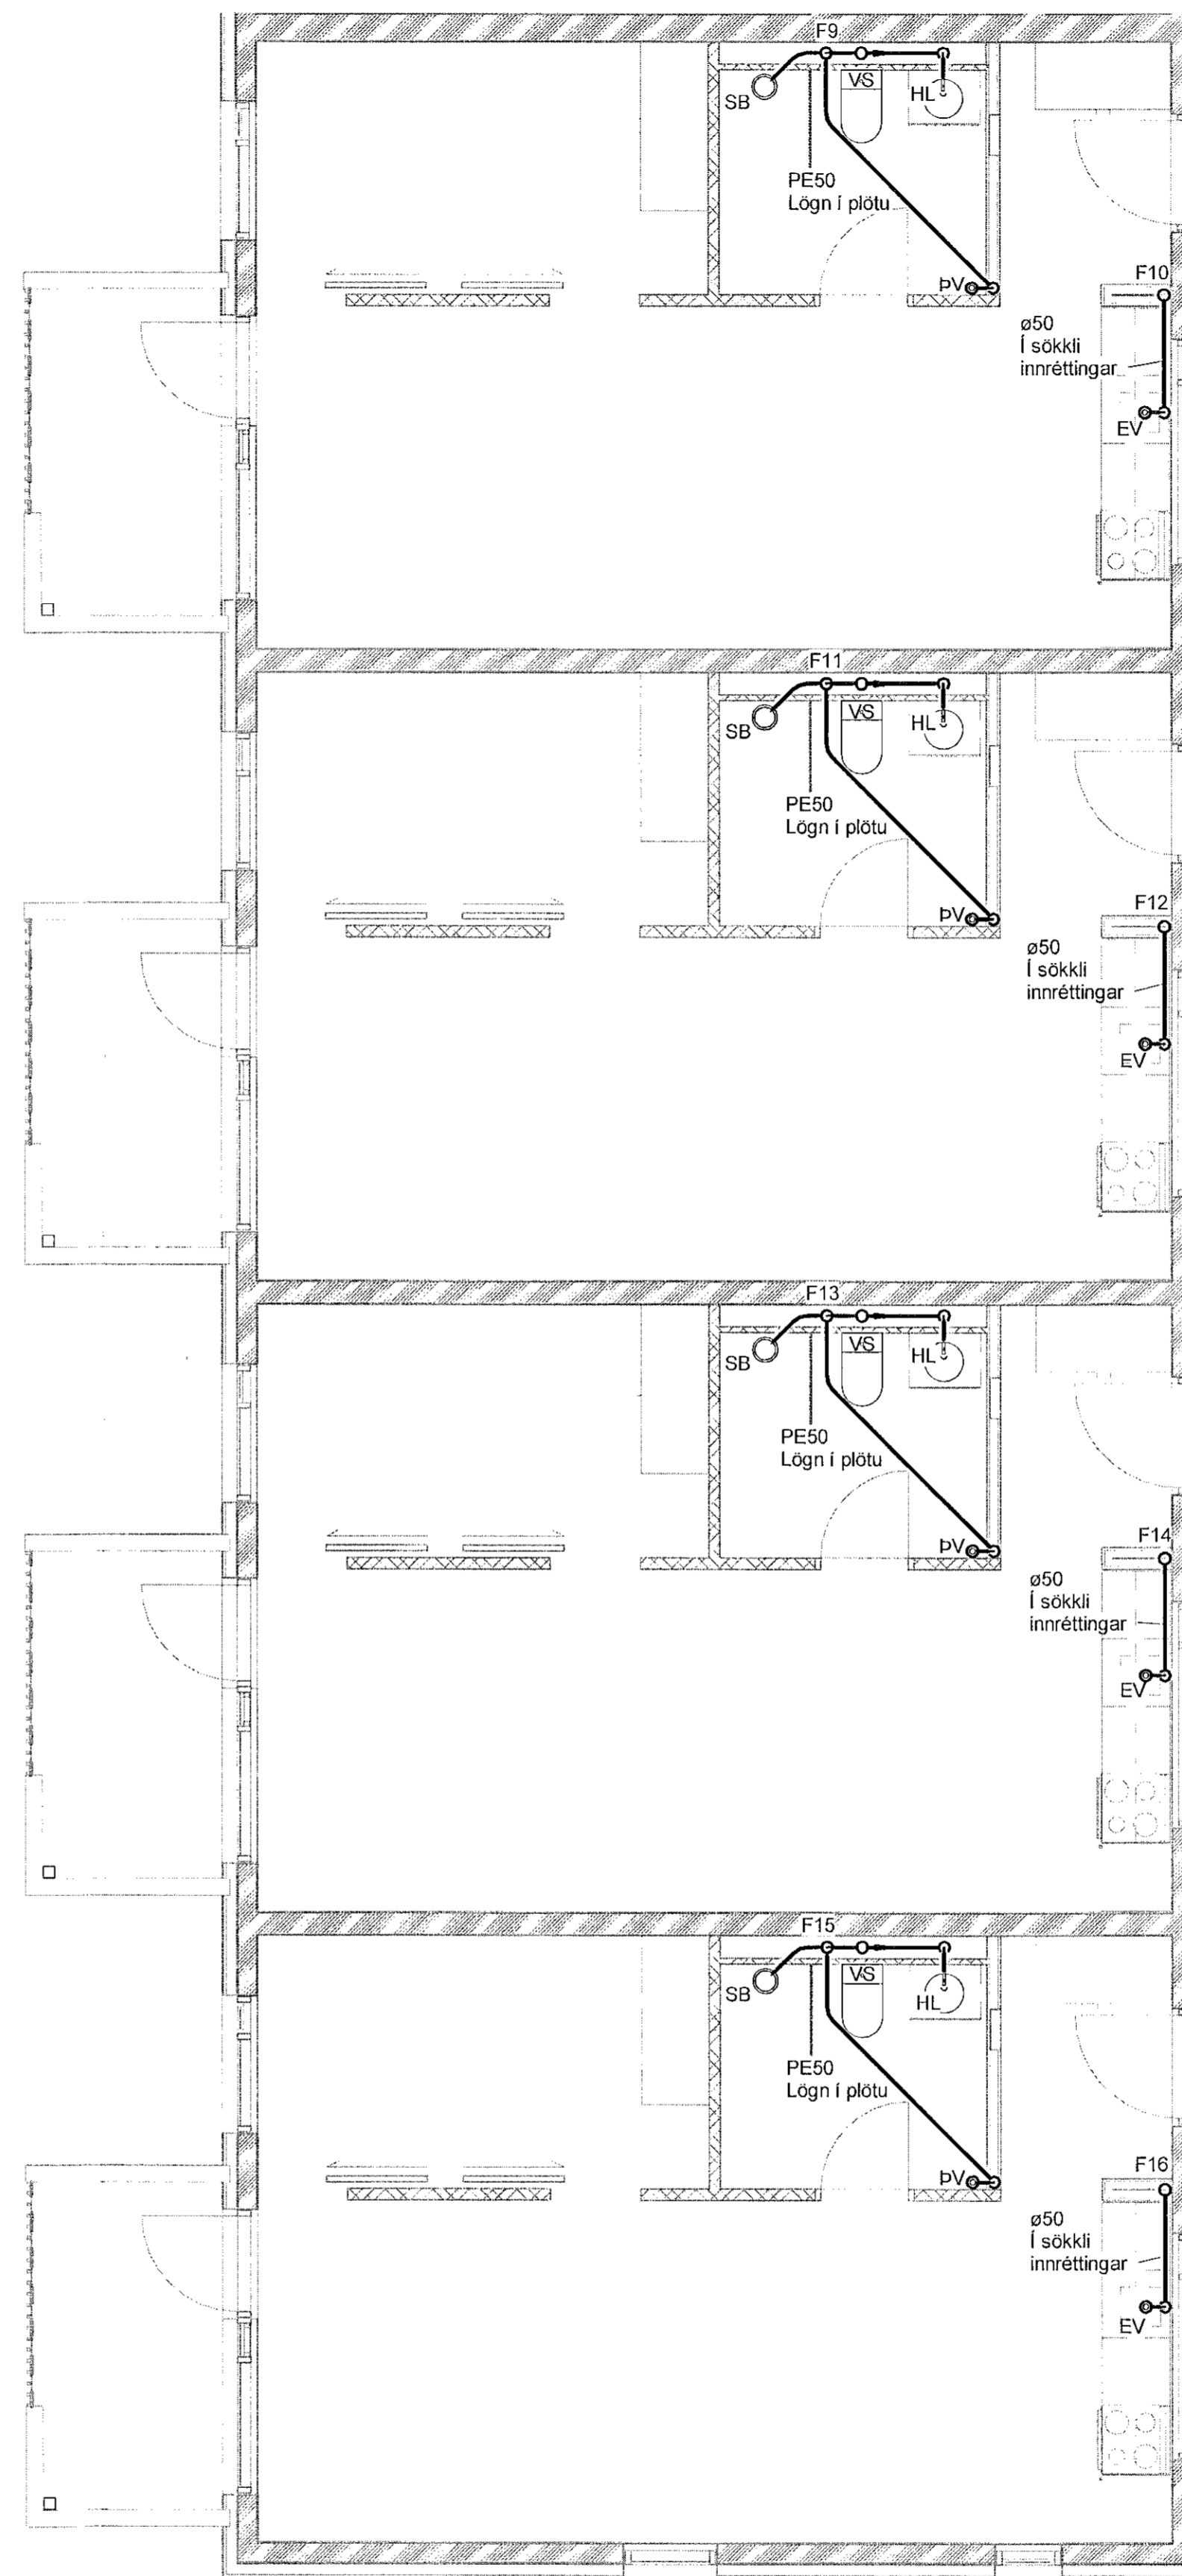 F9
VS
HL
SB
PE50
Lögn í plötu
ÞV
F10
ø50
Í sökkli
innréttingar
EV
F11
VS
HL
SB
PE50
Lögn í plötu
ÞV
F12
ø50
Í sökkli
innréttingar
EV
F13
VS
HL
SB
PE50
Lögn í plötu
ÞV
F14
ø50
Í sökkli
innréttingar
EV
F15
VS
HL
SB
PE50
Lögn í plötu
ÞV
F16
ø50
Í sökkli
innréttingar
EV